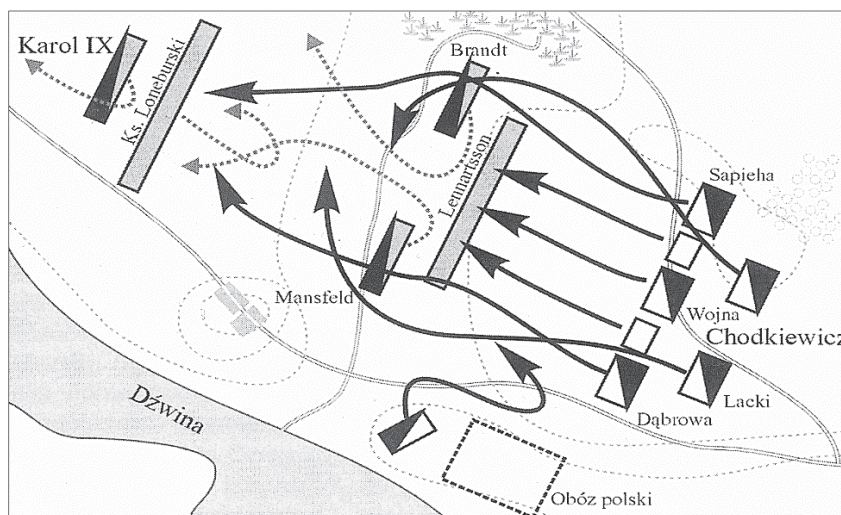 Karol IX
Ks. Loneburski
Brandt
Lennartsson.
Sapieha
Mansfeld
Wojna
Chodkiewicz
Dąbrowa
Lacki
Dźwina
Obóz polski